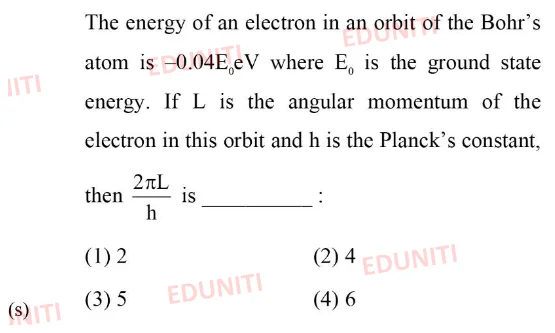 The energy of an electron in an orbit of the Bohr's
atom is –0.04E₀eV where E₀ is the ground state
energy. If L is the angular momentum of the
electron in this orbit and h is the Planck's constant,
then 2πL/h is __________ :
(1) 2 (2) 4
(3) 5 (4) 6
(s)
EDUNITI
EDUNITI
IITI
EDUNITI
EDUNITI
NITI